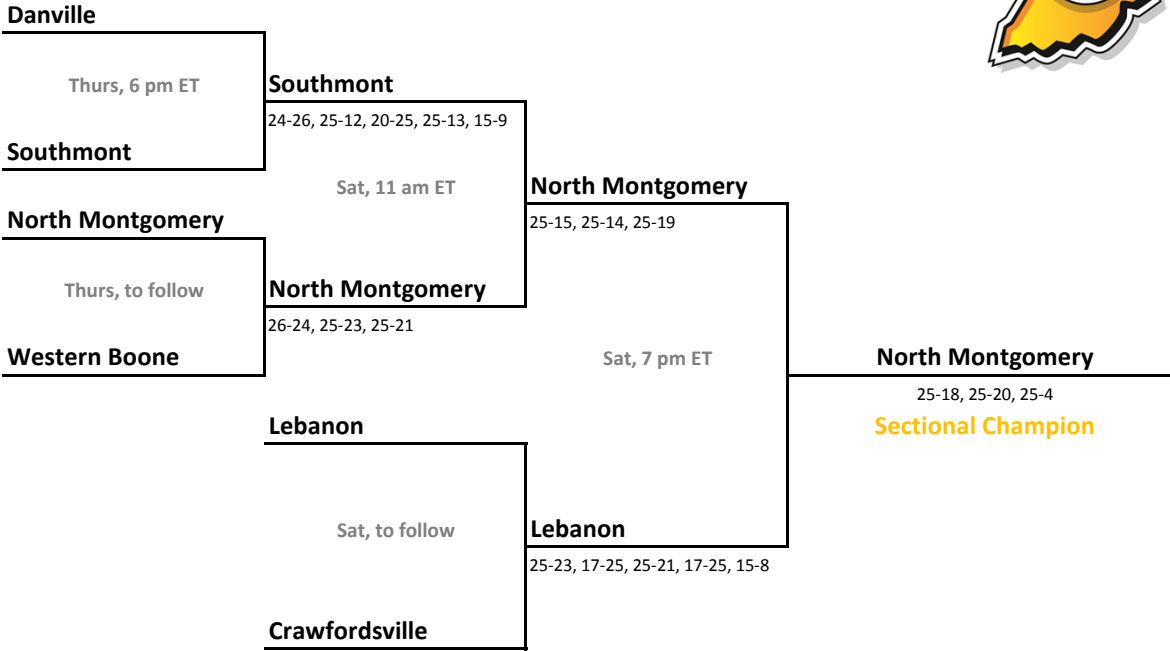 Danville
Thurs, 6 pm ET
Southmont
24-26, 25-12, 20-25, 25-13, 15-9
Southmont
Sat, 11 am ET
North Montgomery
25-15, 25-14, 25-19
North Montgomery
Thurs, to follow
North Montgomery
26-24, 25-23, 25-21
Western Boone
Sat, 7 pm ET
North Montgomery
25-18, 25-20, 25-4
Sectional Champion
Lebanon
Sat, to follow
Lebanon
25-23, 17-25, 25-21, 17-25, 15-8
Crawfordsville